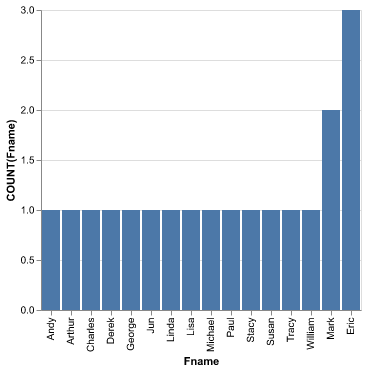 3.0
2.5
2.0
1.5
1.0
0.5
0.0
COUNT(Fname)
Andy
Arthur
Charles
Derek
George
Jun
Linda
Lisa
Michael
Paul
Stacy
Susan
Tracy
William
Mark
Eric
Fname